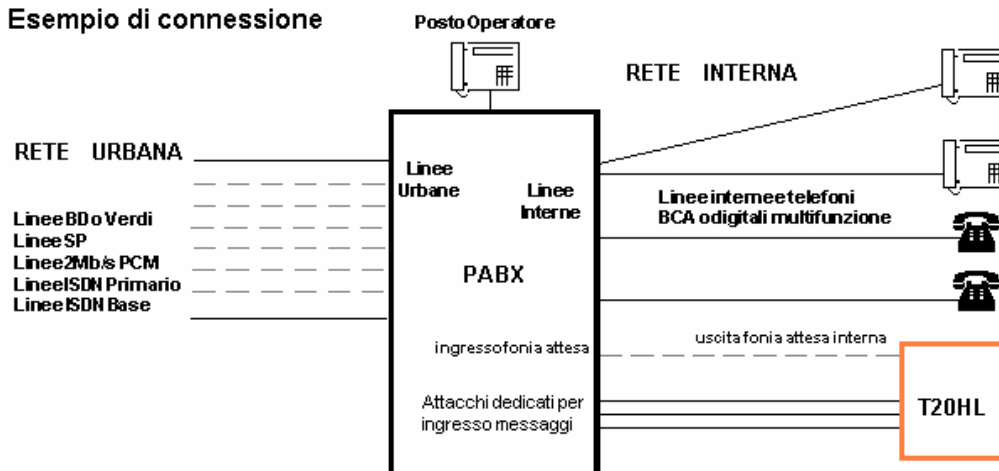 Esempio di connessione
Posto Operatore
RETE INTERNA
RETE URBANA
Linee
Urbane
Linee
Interne
Linee interne e telefoni
BCA o digitali multifunzione
Linee BD o Verdi
Linee SP
Linee 2Mb/s PCM
Linee ISDN Primario
Linee ISDN Base
PABX
ingresso fonia attesa
uscita fonia attesa interna
Attacchi dedicati per
ingresso messaggi
T20HL